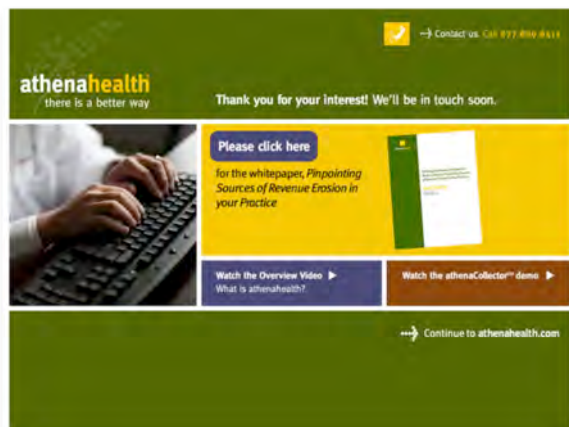 Contact us. Call
athenahealth
there is a better way
Thank you for your interest! We'll be in touch soon.
Please click here
for the whitepaper, Pinpointing
Sources of Revenue Erosion in
your Practice
Watch the Overview Video
What is athenahealth?
Watch the athenaCollector™ demo
Continue to athenahealth.com